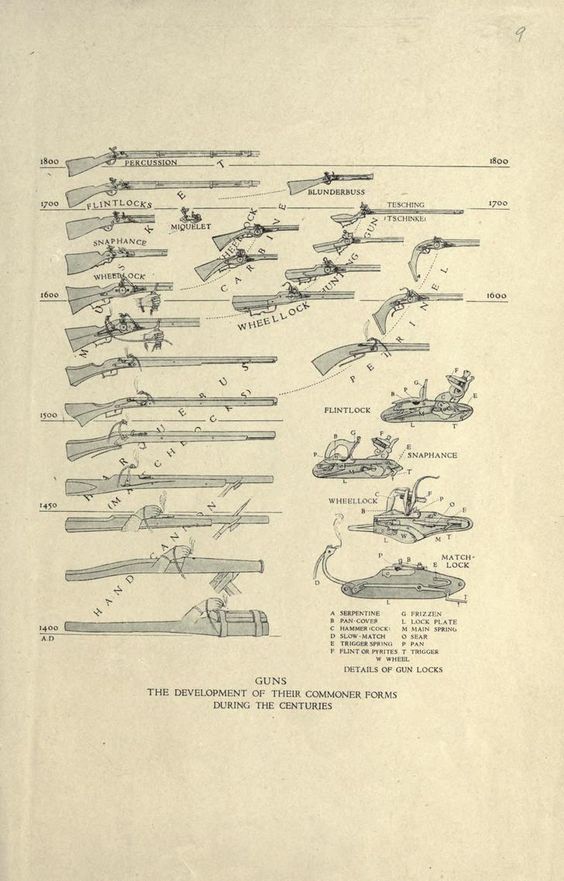 9
1800 PERCUSSION 1800
BLUNDERBUSS
FLINTLOCKS
1700 TESCHING 1700
(TSCHINKE)
MIQUELET
SNAPHANCE
WHEELOCK
CARBINE
WHEELOCK
HUNTING GUN
1600 1600
WHEELLOCK
MUSKET
PETRINEL
HARQUEBUS
(MATCHLOCKS)
1500
1450
HAND CANNON
1400
A.D
F
G
B
P
C
E
M
FLINTLOCK
L T
B G F
E
P
SNAPHANCE
D L T
C F
WHEELLOCK P O
B E
L W M T
P B MATCH-
E LOCK
D
L T
A SERPENTINE G FRIZZEN
B PAN-COVER L LOCK PLATE
C HAMMER (COCK) M MAIN SPRING
D SLOW-MATCH O SEAR
E TRIGGER SPRING P PAN
F FLINT OR PYRITES T TRIGGER
W WHEEL
DETAILS OF GUN LOCKS
GUNS
THE DEVELOPMENT OF THEIR COMMONER FORMS
DURING THE CENTURIES